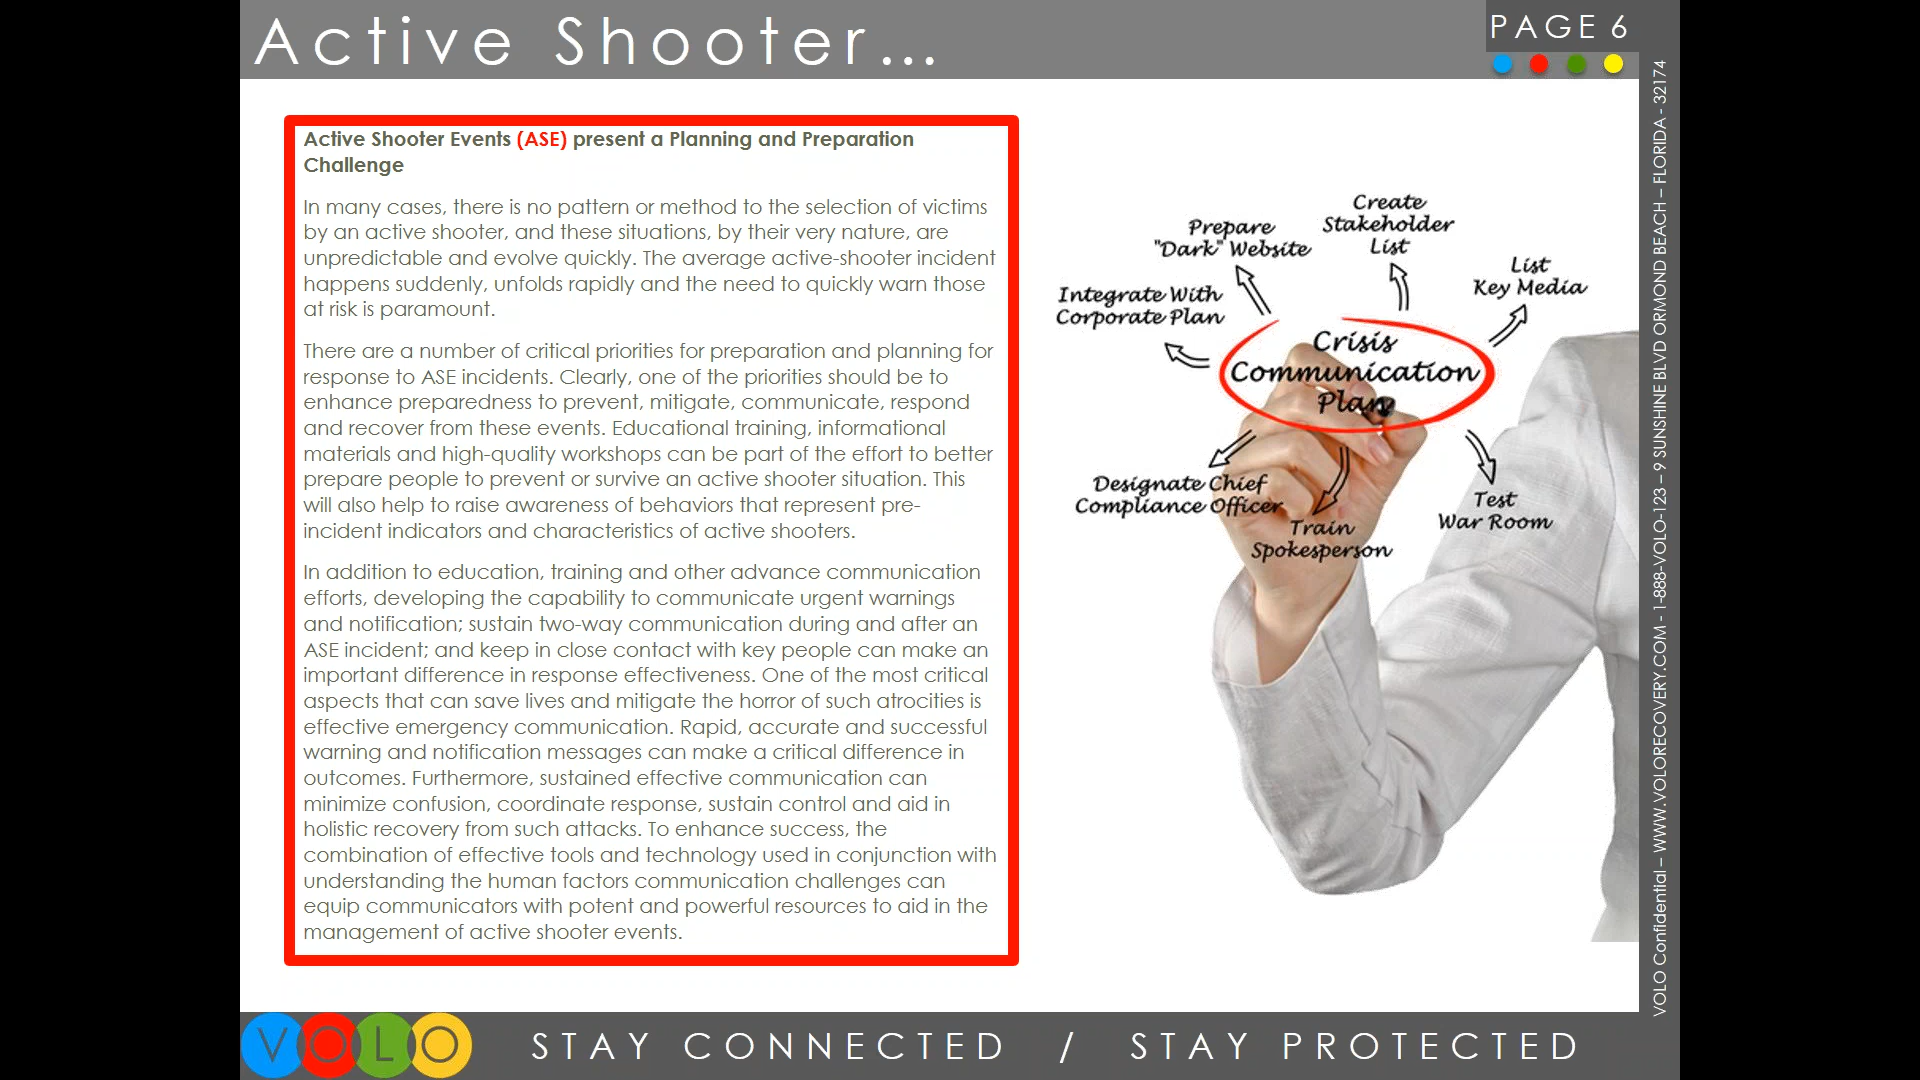 Active Shooter...
PAGE 6
Active Shooter Events (ASE) present a Planning and Preparation
Challenge
In many cases, there is no pattern or method to the selection of victims
by an active shooter, and these situations, by their very nature, are
unpredictable and evolve quickly. The average active-shooter incident
happens suddenly, unfolds rapidly and the need to quickly warn those
at risk is paramount.
There are a number of critical priorities for preparation and planning for
response to ASE incidents. Clearly, one of the priorities should be to
enhance preparedness to prevent, mitigate, communicate, respond
and recover from these events. Educational training, informational
materials and high-quality workshops can be part of the effort to better
prepare people to prevent or survive an active shooter situation. This
will also help to raise awareness of behaviors that represent pre-
incident indicators and characteristics of active shooters.
In addition to education, training and other advance communication
efforts, developing the capability to communicate urgent warnings
and notification; sustain two-way communication during and after an
ASE incident; and keep in close contact with key people can make an
important difference in response effectiveness. One of the most critical
aspects that can save lives and mitigate the horror of such atrocities is
effective emergency communication. Rapid, accurate and successful
warning and notification messages can make a critical difference in
outcomes. Furthermore, sustained effective communication can
minimize confusion, coordinate response, sustain control and aid in
holistic recovery from such attacks. To enhance success, the
combination of effective tools and technology used in conjunction with
understanding the human factors communication challenges can
equip communicators with potent and powerful resources to aid in the
management of active shooter events.
Create
Stakeholder
List
Prepare
"Dark" Website
List
Key Media
Integrate With
Corporate Plan
Crisis
Communication
Plan
Designate Chief
Compliance Officer
Train
Spokesperson
Test
War Room
VOLO Confidential – WWW.VOLORECOVERY.COM - 1-888-VOLO-123 – 9 SUNSHINE BLVD ORMOND BEACH – FLORIDA - 32174
VOLO
STAY CONNECTED / STAY PROTECTED